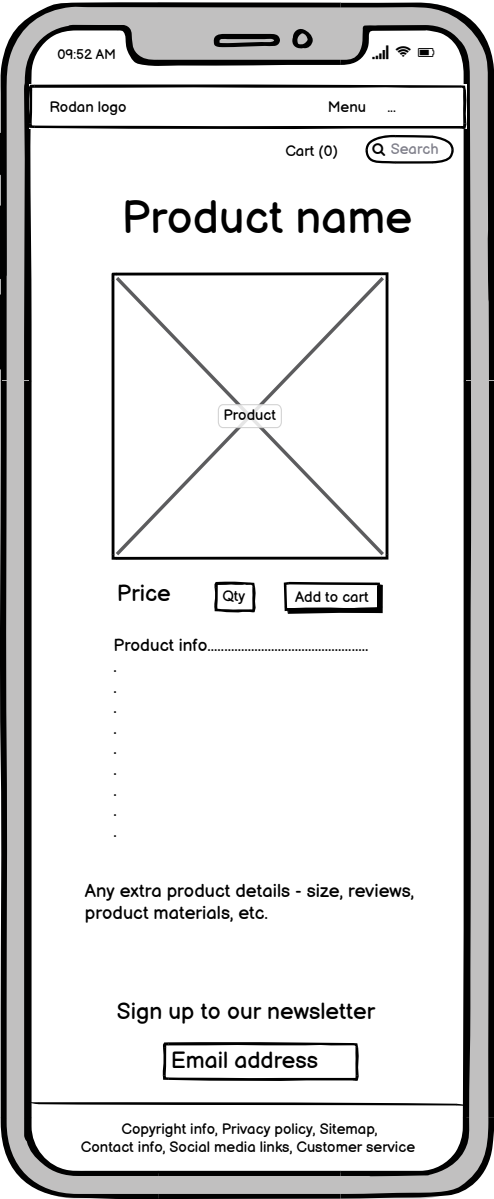 09:52 AM
Rodan logo Menu ...
Cart (0) Search
Product name
Product
Price Qty Add to cart
Product info................................................
.
.
.
.
.
.
.
.
.
Any extra product details - size, reviews,
product materials, etc.
Sign up to our newsletter
Email address
Copyright info, Privacy policy, Sitemap,
Contact info, Social media links, Customer service